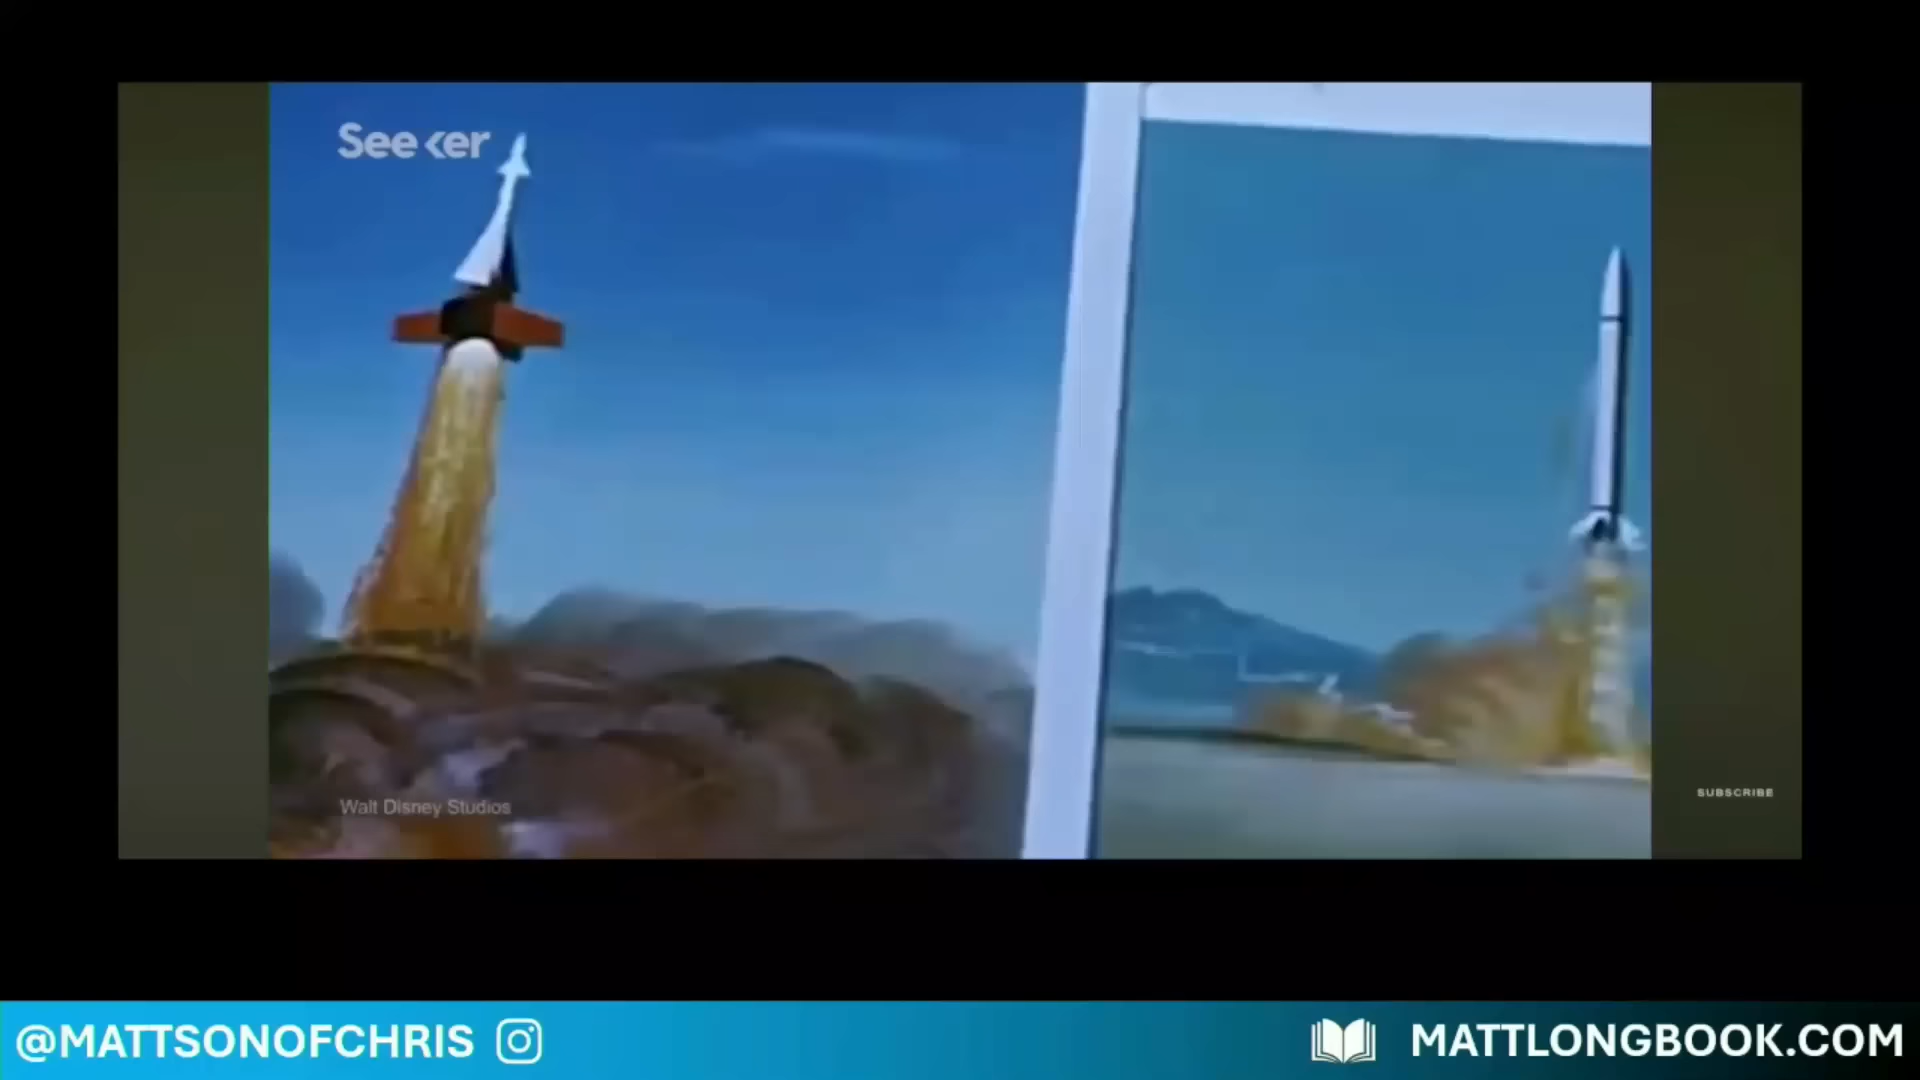 Seeker
Walt Disney Studios
SUBSCRIBE
@MATTSONOFCHRIS
MATTLONGBOOK.COM